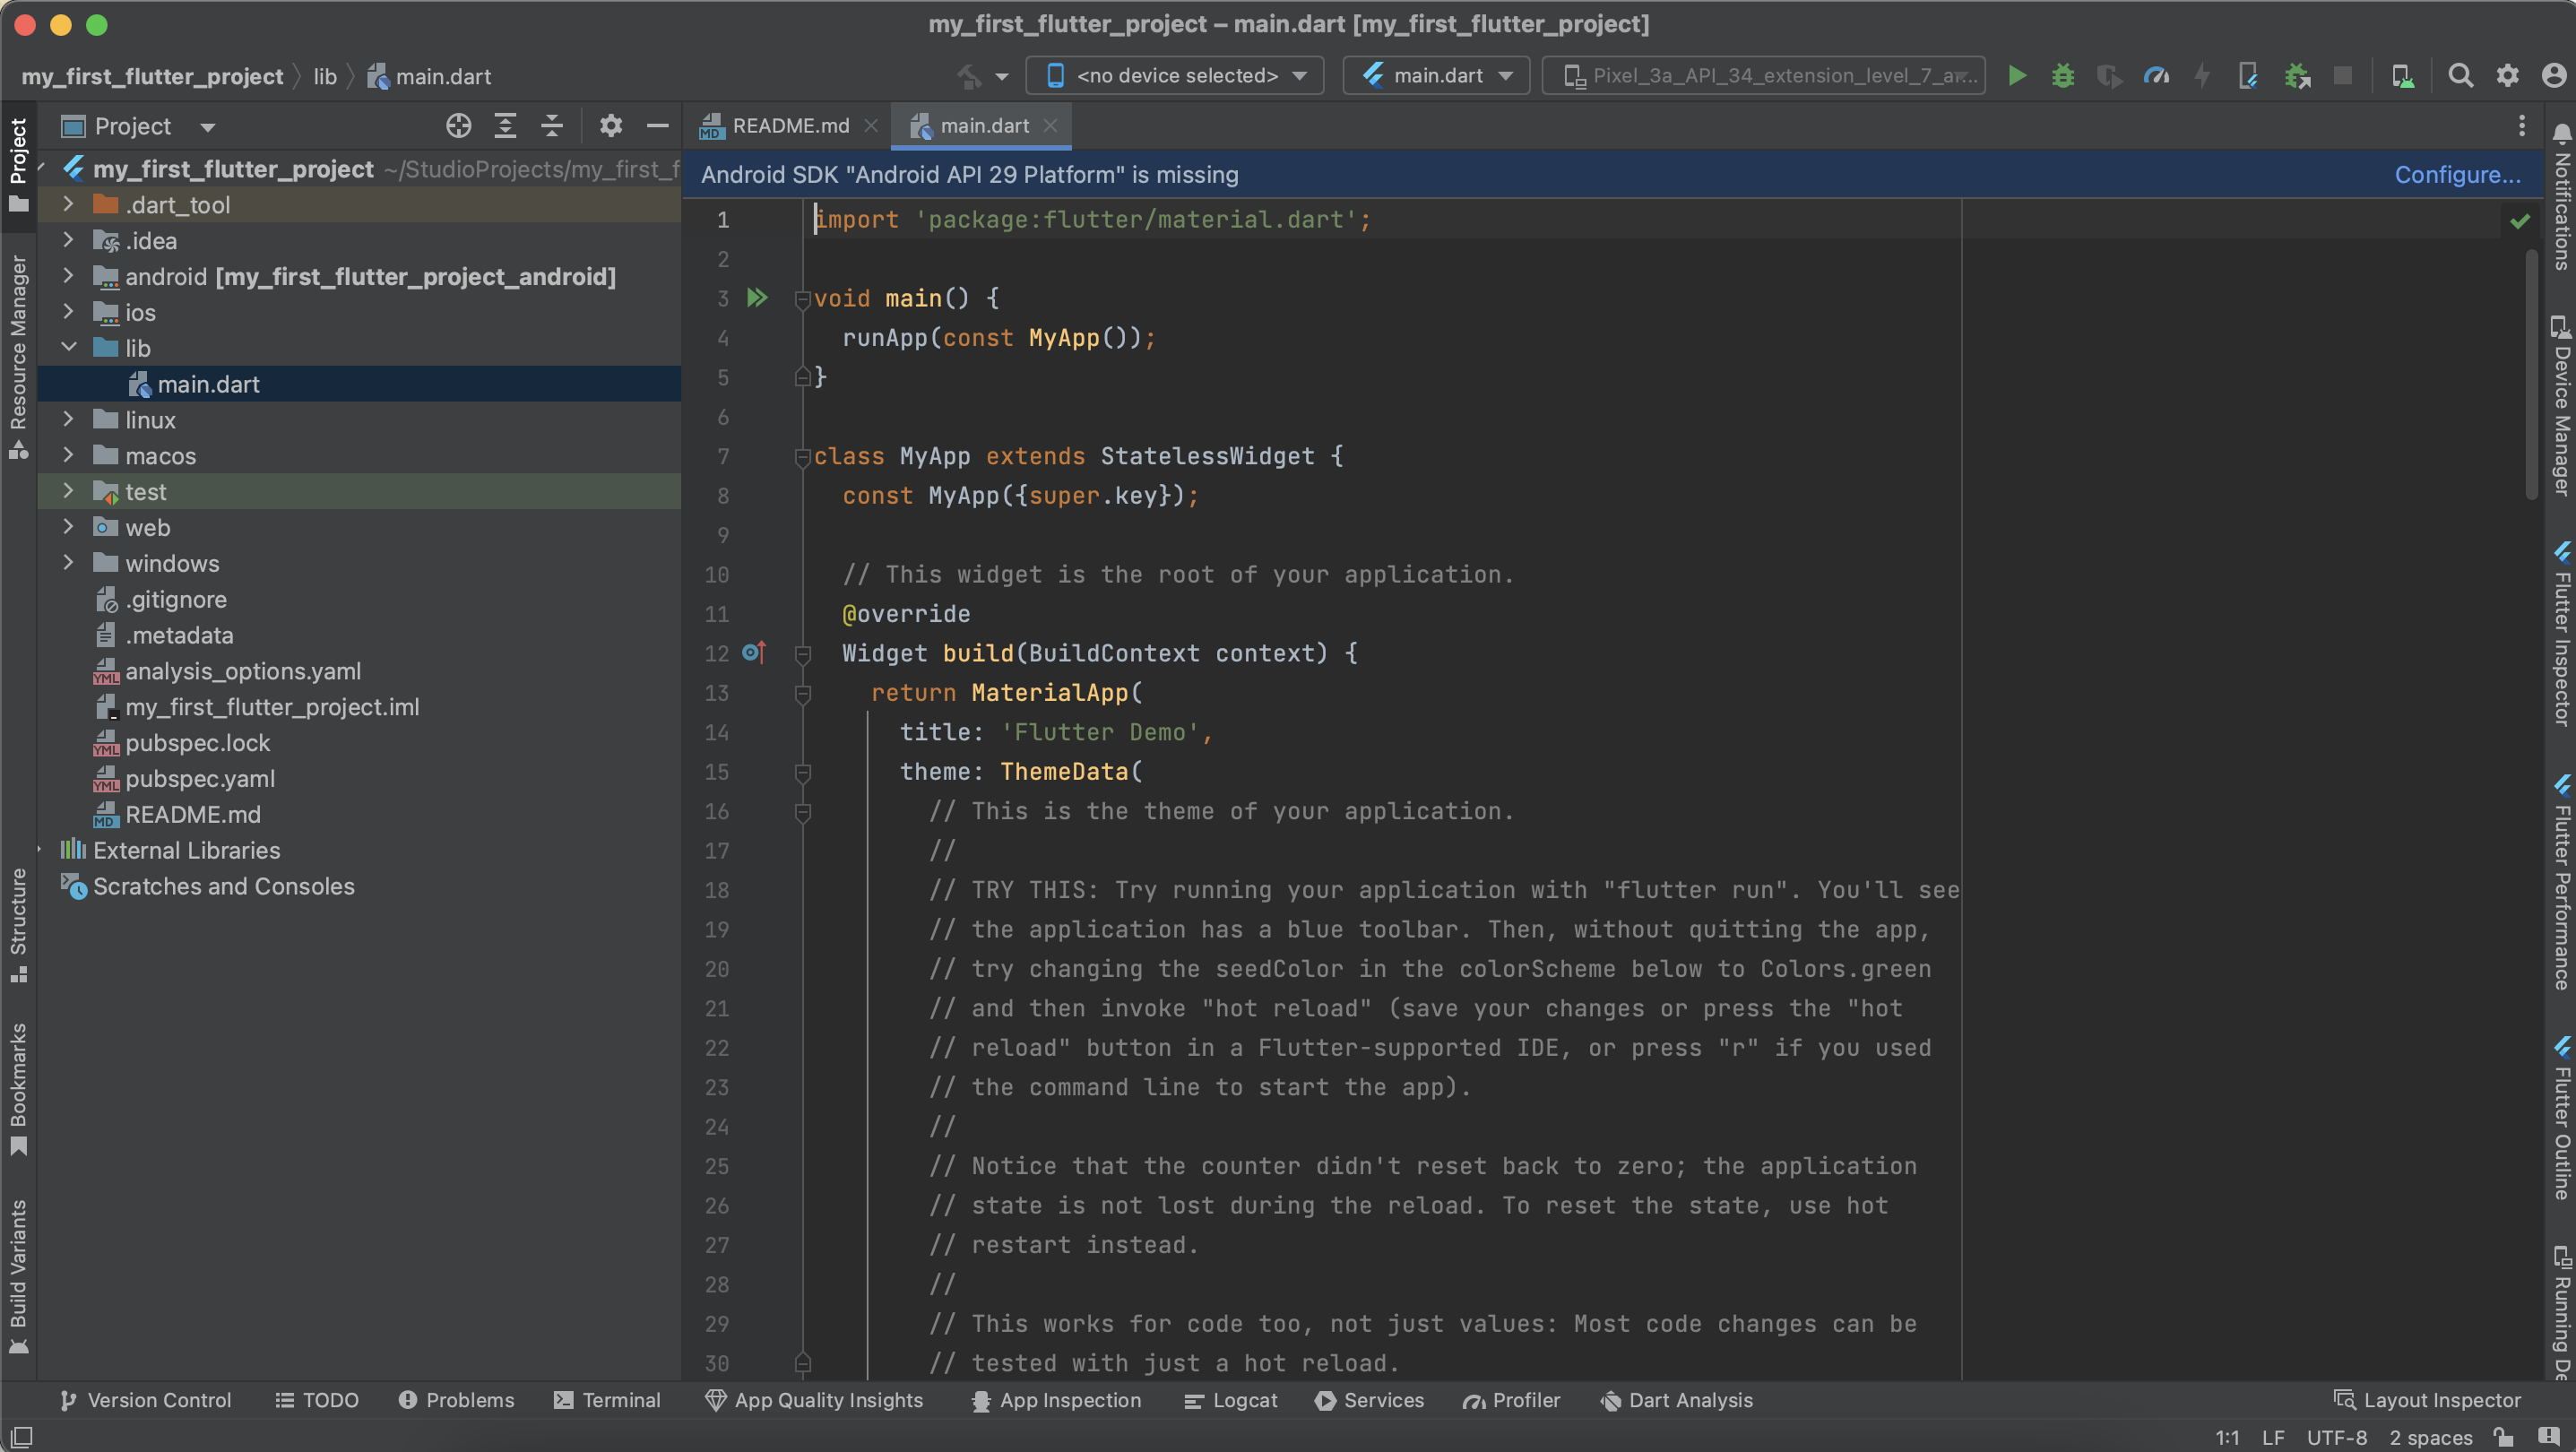 my_first_flutter_project – main.dart [my_first_flutter_project]
my_first_flutter_project lib main.dart
<no device selected> main.dart Pixel_3a_API_34_extension_level_7_a...
Project
README.md main.dart
Android SDK "Android API 29 Platform" is missing Configure...
my_first_flutter_project ~/StudioProjects/my_first_f
.dart_tool
.idea
android [my_first_flutter_project_android]
ios
lib
main.dart
linux
macos
test
web
windows
.gitignore
.metadata
YML analysis_options.yaml
my_first_flutter_project.iml
YML pubspec.lock
YML pubspec.yaml
MD README.md
External Libraries
Scratches and Consoles
1 import 'package:flutter/material.dart';
2
3 void main() {
4 runApp(const MyApp());
5 }
6
7 class MyApp extends StatelessWidget {
8 const MyApp({super.key});
9
10 // This widget is the root of your application.
11 @override
12 Widget build(BuildContext context) {
13 return MaterialApp(
14 title: 'Flutter Demo',
15 theme: ThemeData(
16 // This is the theme of your application.
17 //
18 // TRY THIS: Try running your application with "flutter run". You'll see
19 // the application has a blue toolbar. Then, without quitting the app,
20 // try changing the seedColor in the colorScheme below to Colors.green
21 // and then invoke "hot reload" (save your changes or press the "hot
22 // reload" button in a Flutter-supported IDE, or press "r" if you used
23 // the command line to start the app).
24 //
25 // Notice that the counter didn't reset back to zero; the application
26 // state is not lost during the reload. To reset the state, use hot
27 // restart instead.
28 //
29 // This works for code too, not just values: Most code changes can be
30 // tested with just a hot reload.
Project
Resource Manager
Structure
Bookmarks
Build Variants
Notifications
Device Manager
Flutter Inspector
Flutter Performance
Flutter Outline
Running De
Version Control TODO Problems Terminal App Quality Insights App Inspection Logcat Services Profiler Dart Analysis Layout Inspector
1:1 LF UTF-8 2 spaces